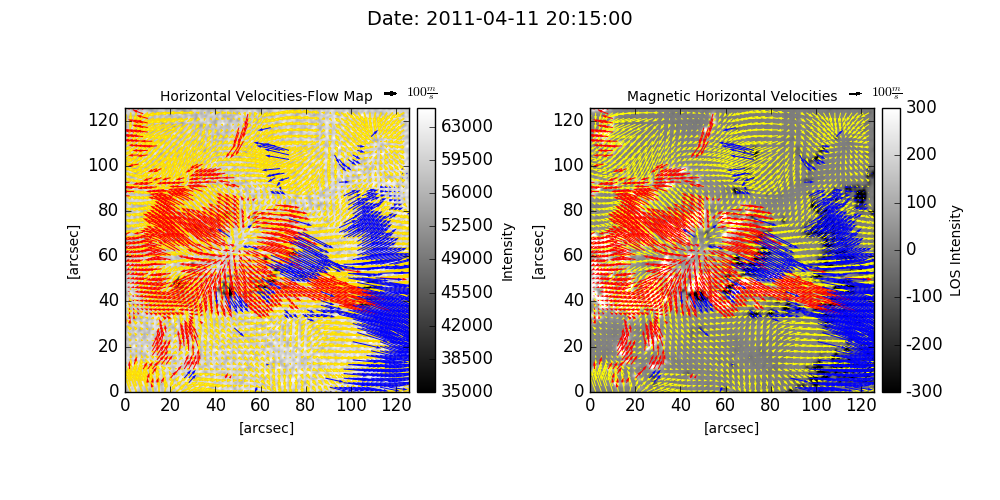 Date: 2011-04-11 20:15:00
Horizontal Velocities-Flow Map
100 m/s
Magnetic Horizontal Velocities
100 m/s
120
100
80
60
40
20
0
0 20 40 60 80 100 120
[arcsec]
[arcsec]
63000
59500
56000
52500
49000
45500
42000
38500
35000
Intensity
120
100
80
60
40
20
0
0 20 40 60 80 100 120
[arcsec]
[arcsec]
300
200
100
0
-100
-200
-300
LOS Intensity